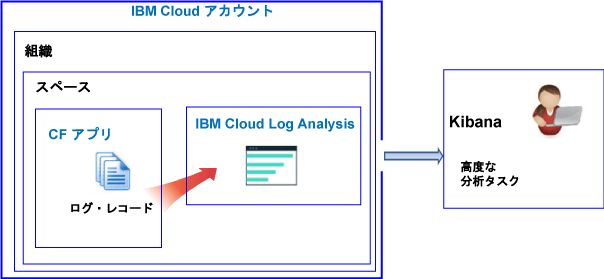 IBM Cloud アカウント
組織
スペース
CF アプリ
ログ・レコード
IBM Cloud Log Analysis
Kibana
高度な
分析タスク